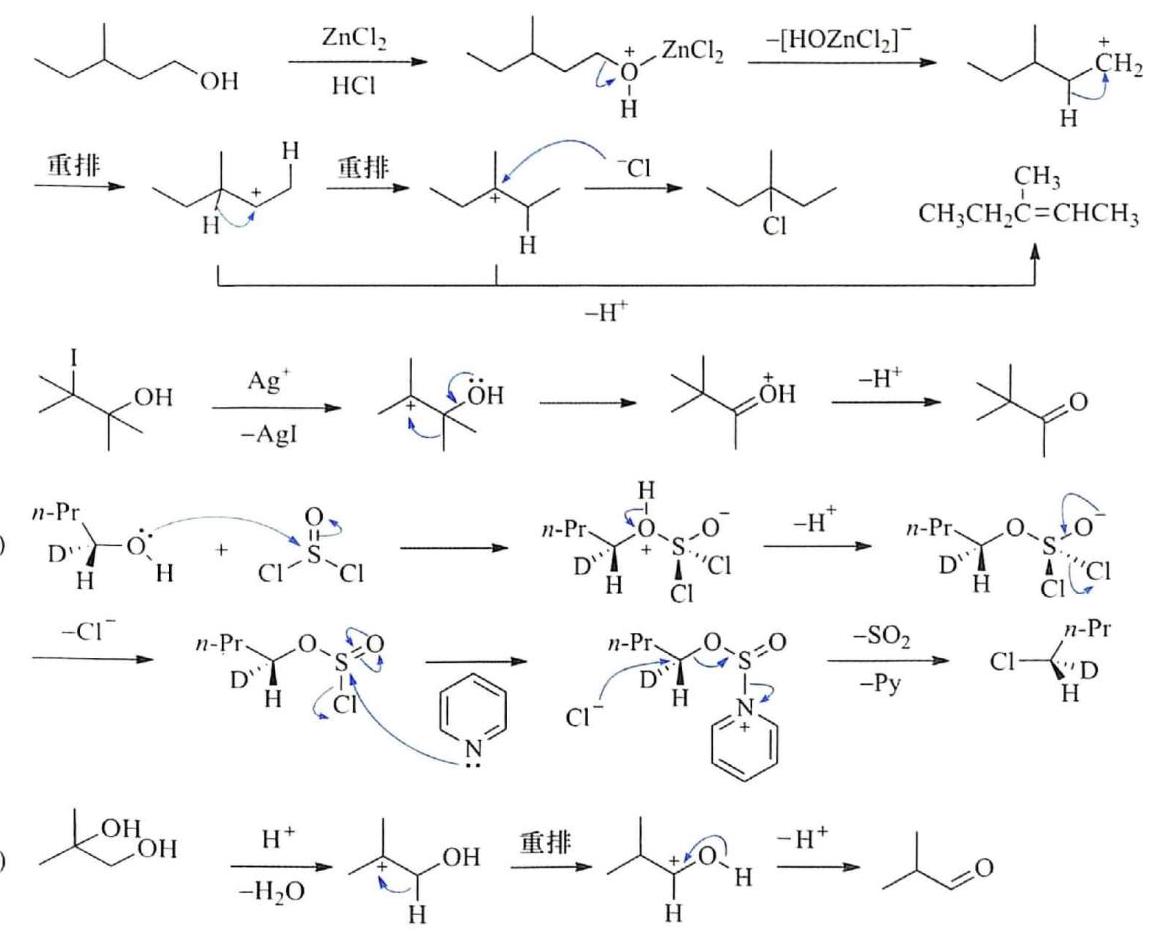 OH ZnCl₂ HCl O⁺ H ZnCl₂ –[HOZnCl₂]⁻ ⁺CH₂ H
重排 H + H 重排 + H ⁻Cl Cl CH₃
CH₃CH₂C=CHCH₃
–H⁺
I OH Ag⁺ –AgI + ÖH ⁺OH –H⁺ O
) n-Pr D H O: H + O S Cl Cl n-Pr D H H O + S O⁻ Cl Cl –H⁺ n-Pr D H O S O⁻ Cl Cl
–Cl⁻ n-Pr D H O S O Cl N: n-Pr D H O S O Cl⁻ N + –SO₂ –Py Cl n-Pr D H
) OH OH H⁺ –H₂O + OH H 重排 + O H H –H⁺ O